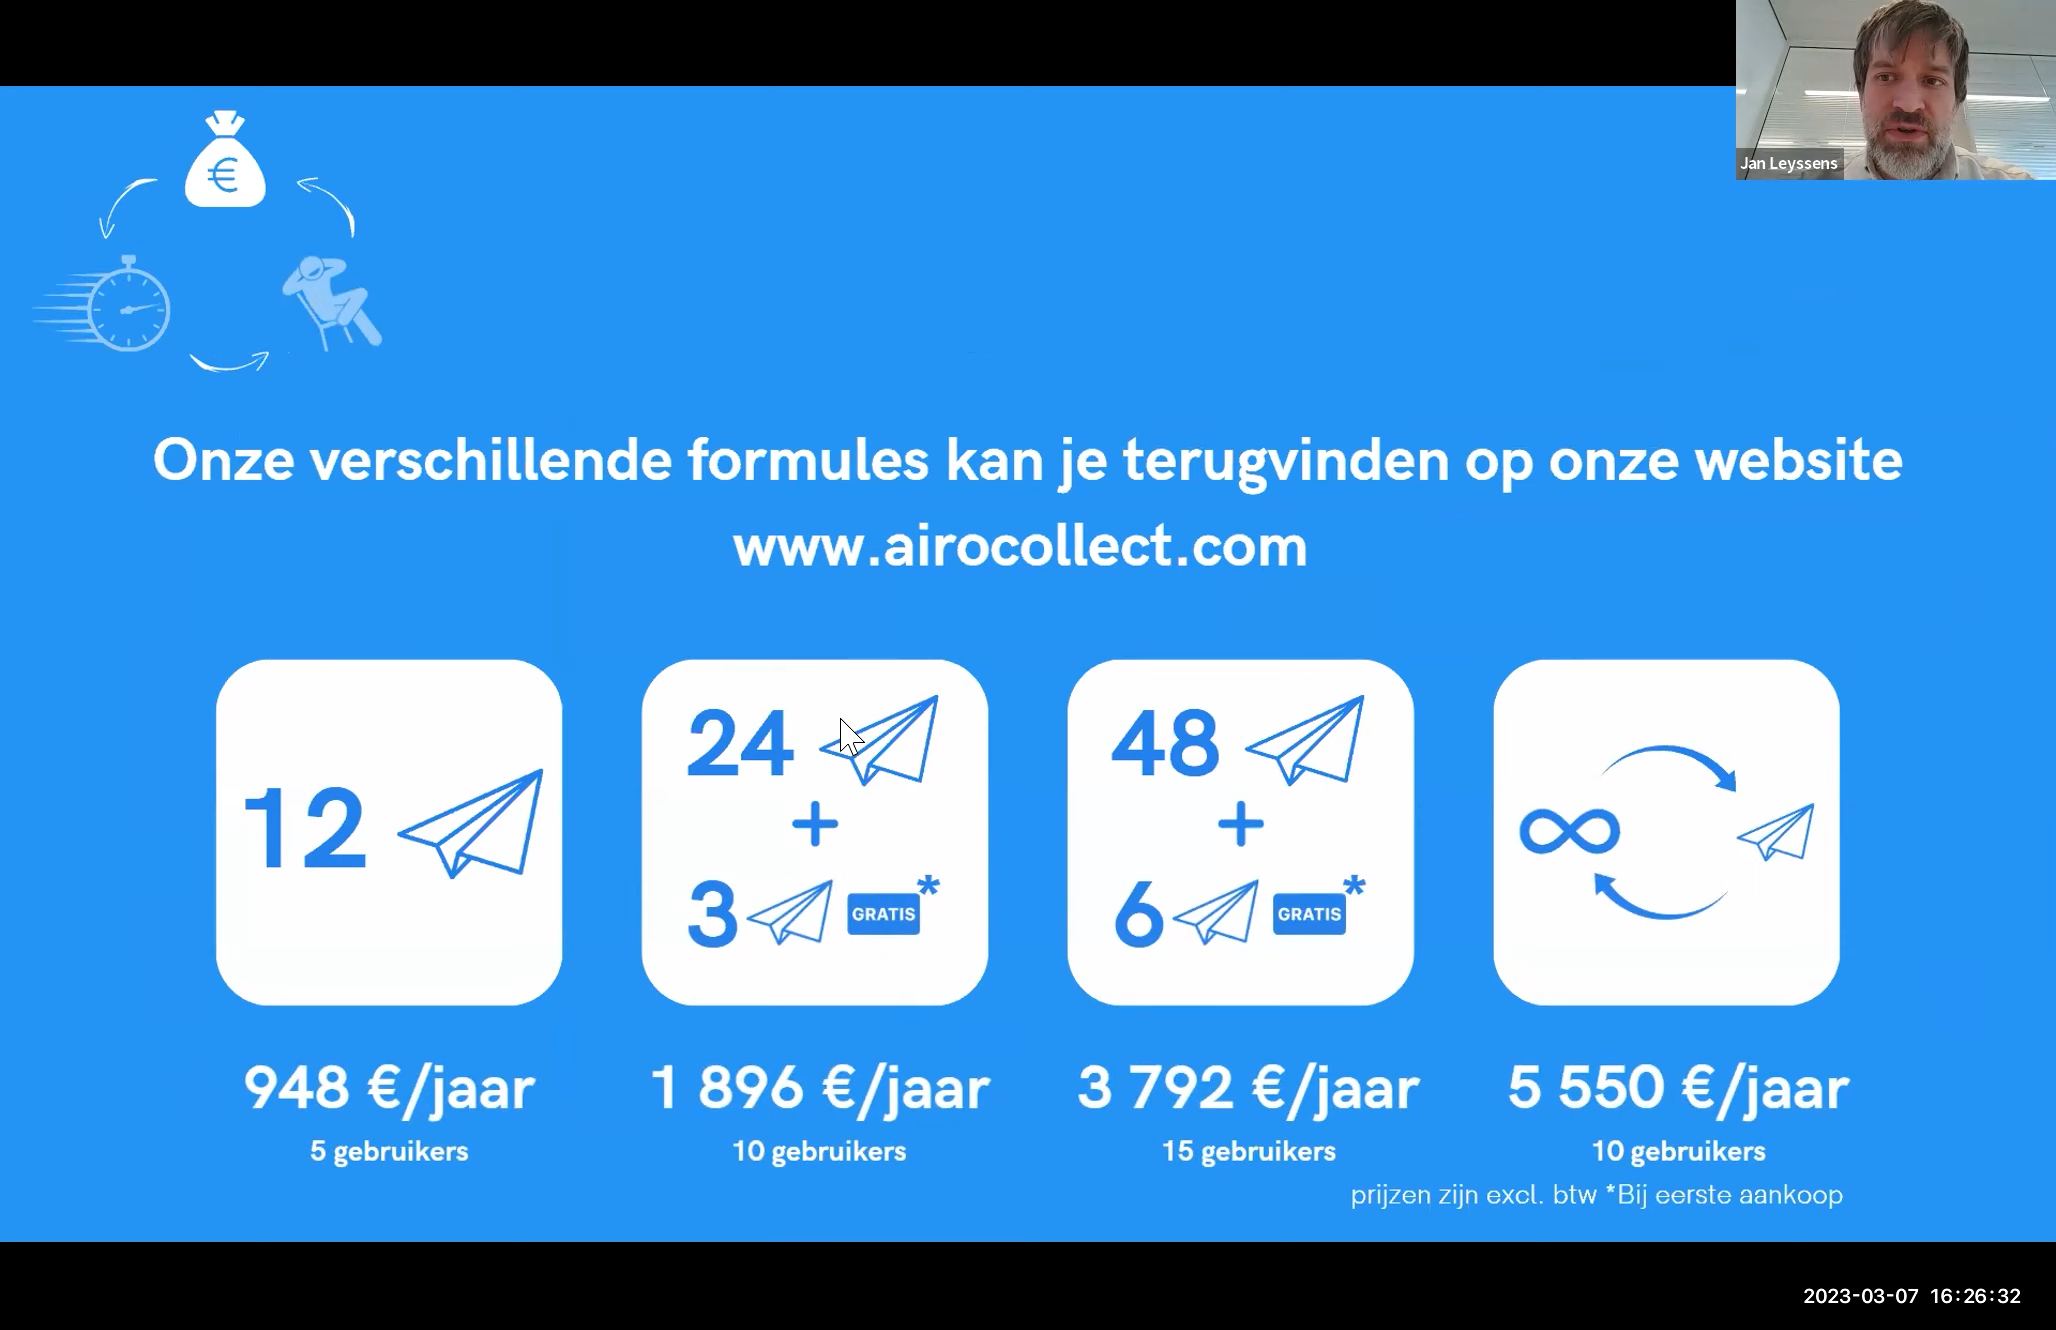 Jan Leyssens
€
Onze verschillende formules kan je terugvinden op onze website
www.airocollect.com
12
24
+
3 GRATIS*
48
+
6 GRATIS*
∞
948 €/jaar
5 gebruikers
1 896 €/jaar
10 gebruikers
3 792 €/jaar
15 gebruikers
5 550 €/jaar
10 gebruikers
prijzen zijn excl. btw *Bij eerste aankoop
2023-03-07 16:26:32